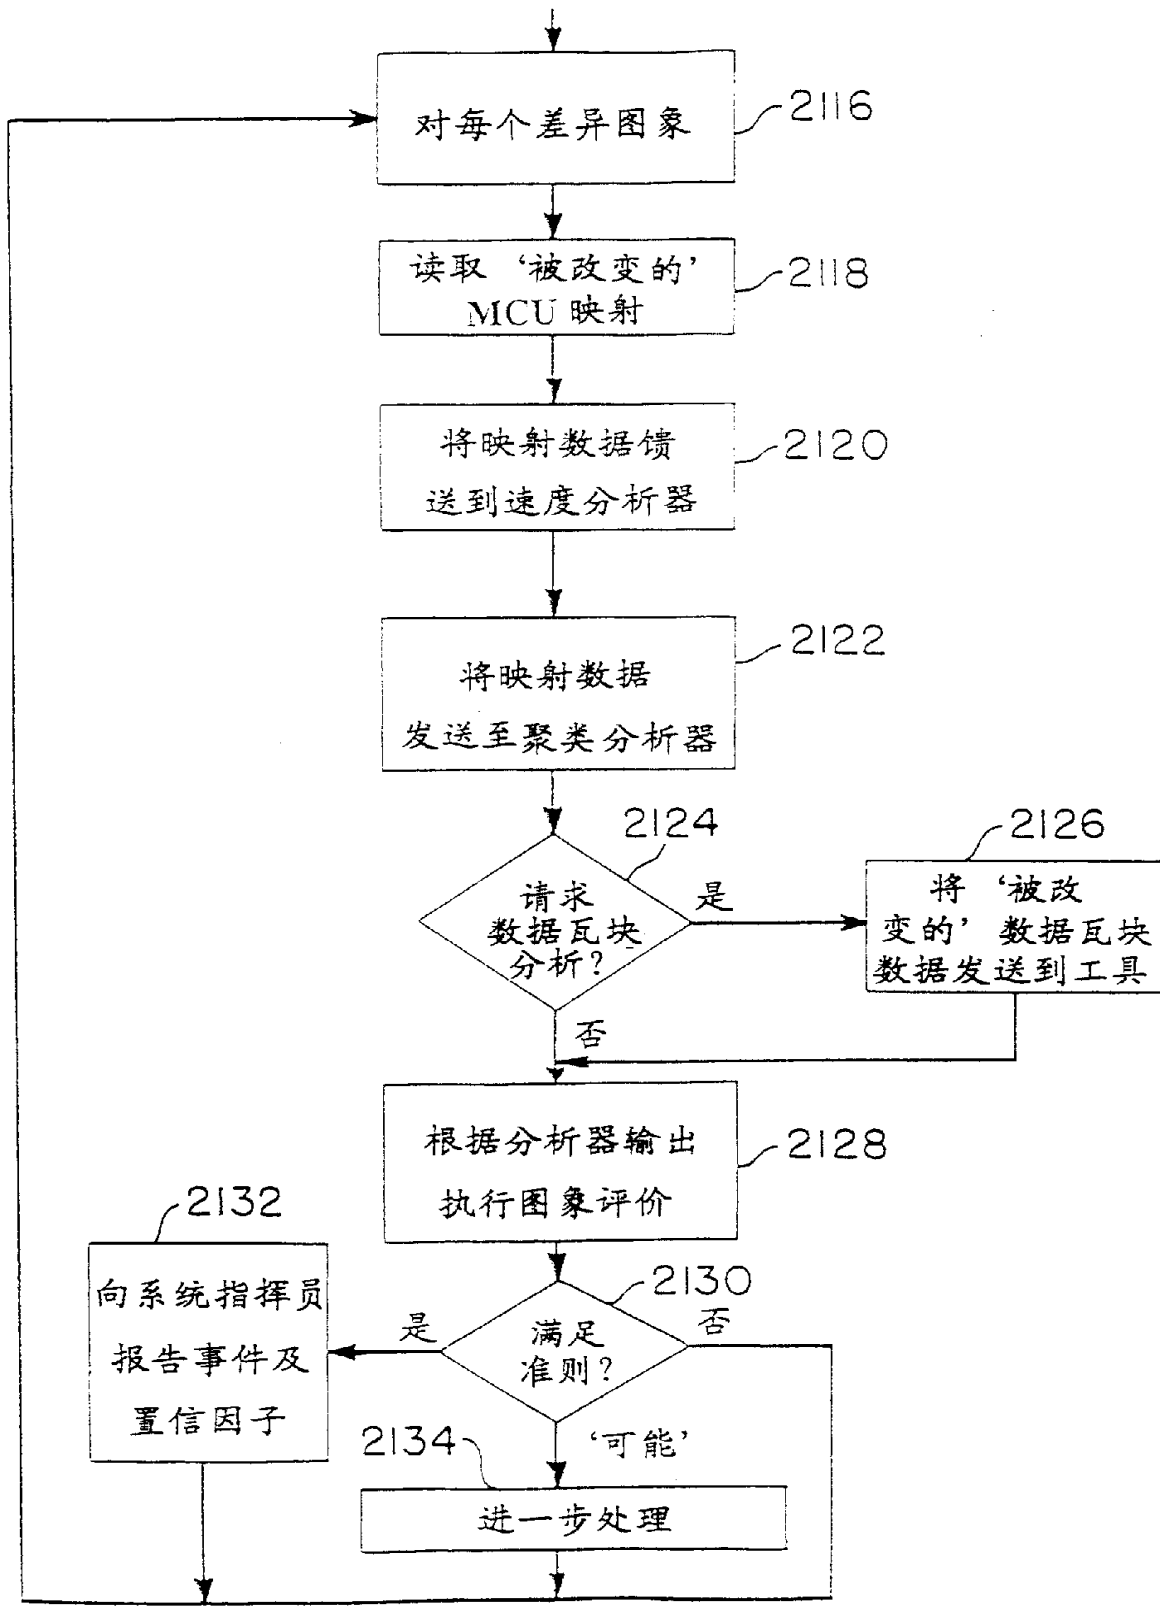 对每个差异图象
2116
读取‘被改变的’
MCU映射
2118
将映射数据馈
送到速度分析器
2120
将映射数据
发送至聚类分析器
2122
2124
请求
数据瓦块
分析？
是
2126
将‘被改
变的’数据瓦块
数据发送到工具
否
根据分析器输出
执行图象评价
2128
2130
满足
准则？
是
否
2132
向系统指挥员
报告事件及
置信因子
‘可能’
2134
进一步处理